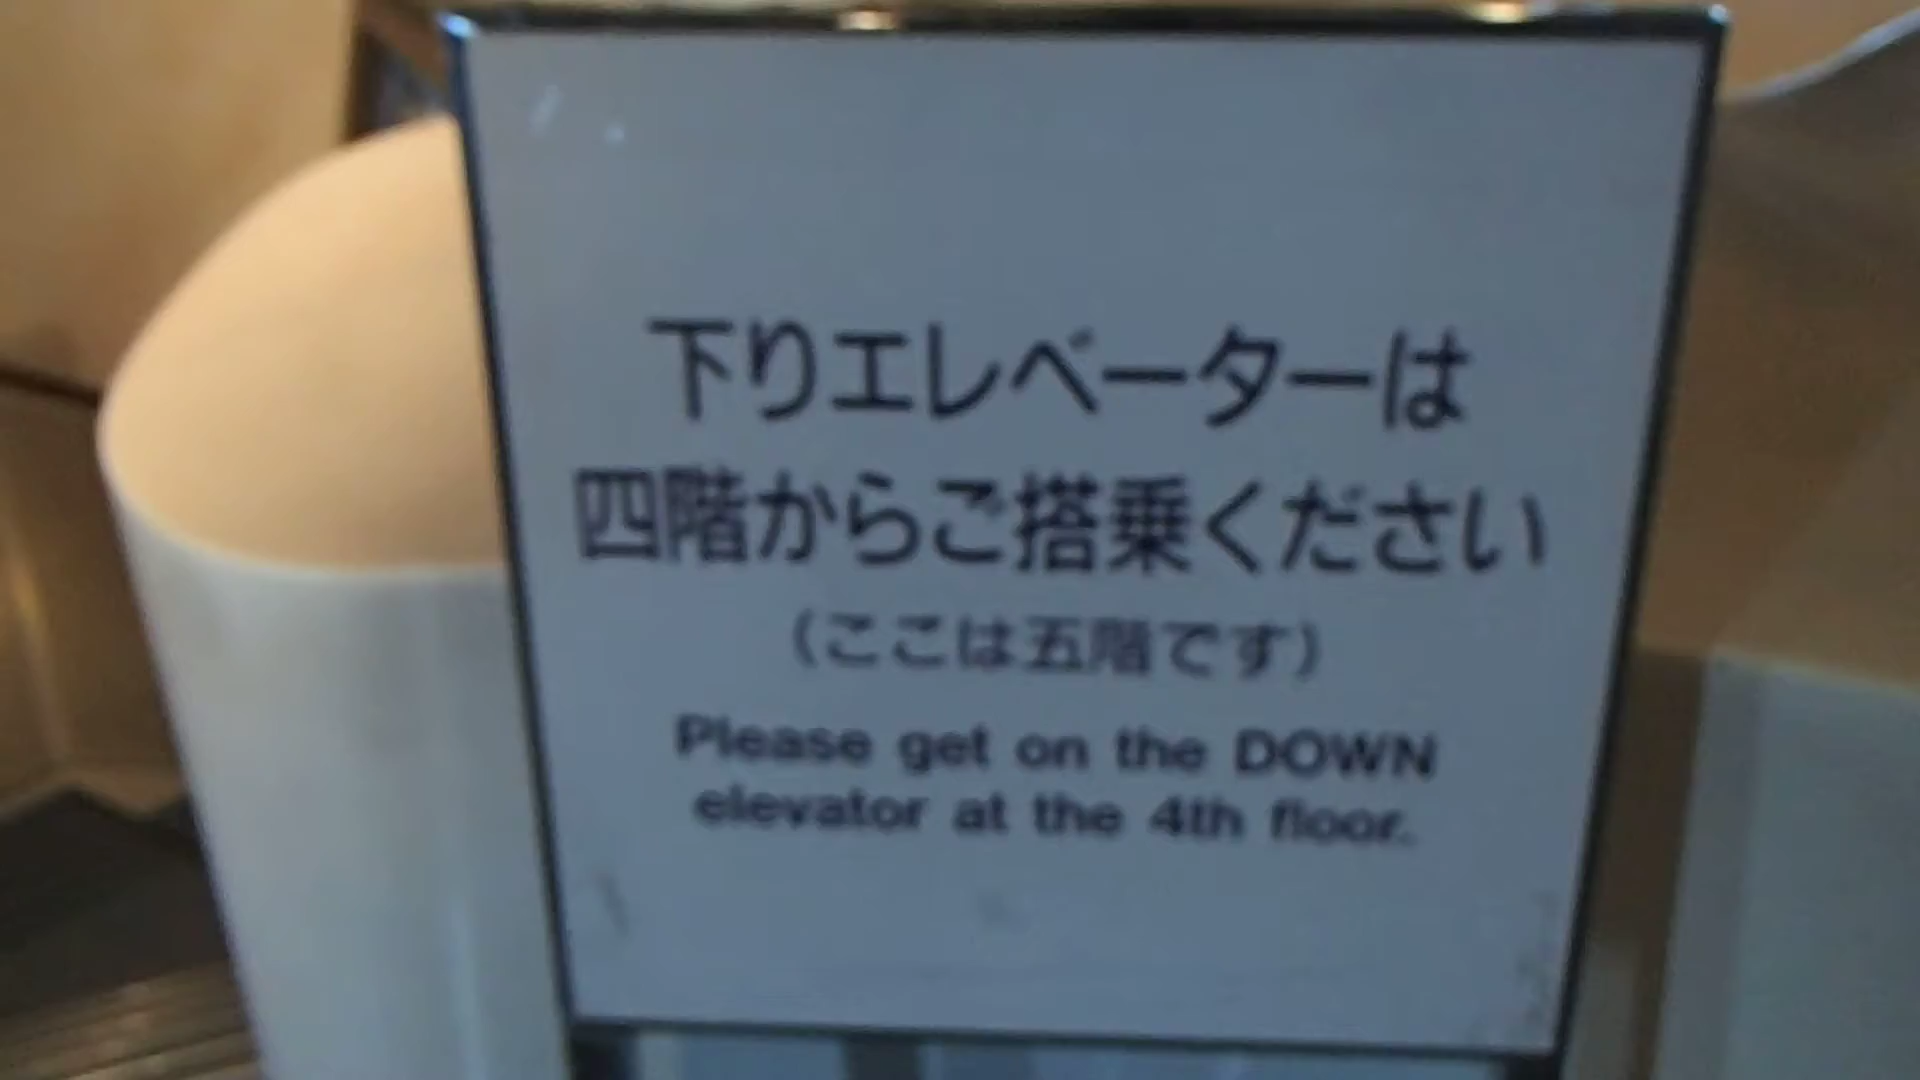 下りエレベーターは
四階からご搭乗ください
（ここは五階です）
Please get on the DOWN
elevator at the 4th floor.